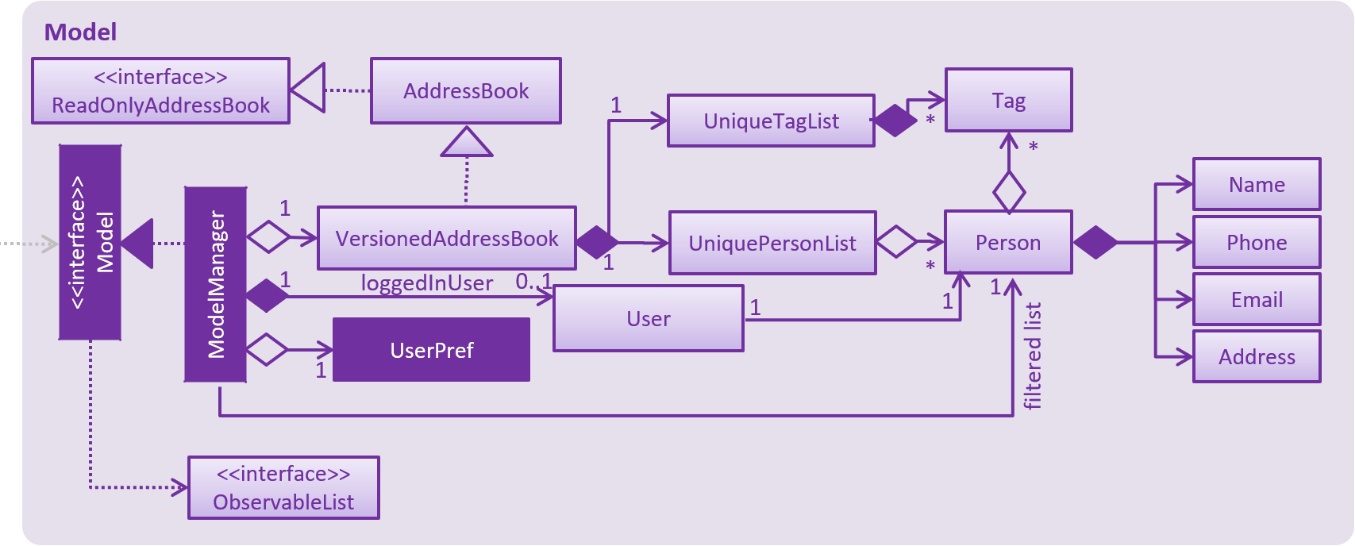 Model
<<interface>>
ReadOnlyAddressBook
AddressBook
1
UniqueTagList
*
Tag
*
<<interface>>
Model
ModelManager
1
VersionedAddressBook
1
UniquePersonList
*
Person
Name
Phone
Email
Address
1
loggedInUser
0..1
User
1
1
1
filtered list
1
UserPref
<<interface>>
ObservableList